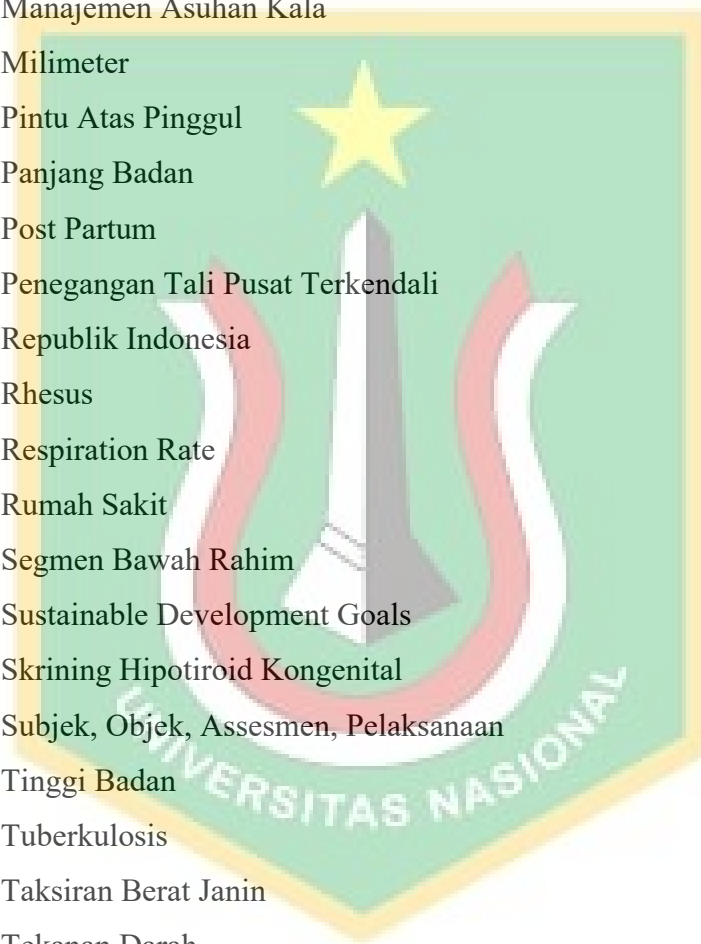 Manajemen Asuhan Kala
Milimeter
Pintu Atas Pinggul
Panjang Badan
Post Partum
Penegangan Tali Pusat Terkendali
Republik Indonesia
Rhesus
Respiration Rate
Rumah Sakit
Segmen Bawah Rahim
Sustainable Development Goals
Skrining Hipotiroid Kongenital
Subjek, Objek, Assesmen, Pelaksanaan
Tinggi Badan
Tuberkulosis
Taksiran Berat Janin
Tekanan Darah
UNIVERSITAS NASIONAL